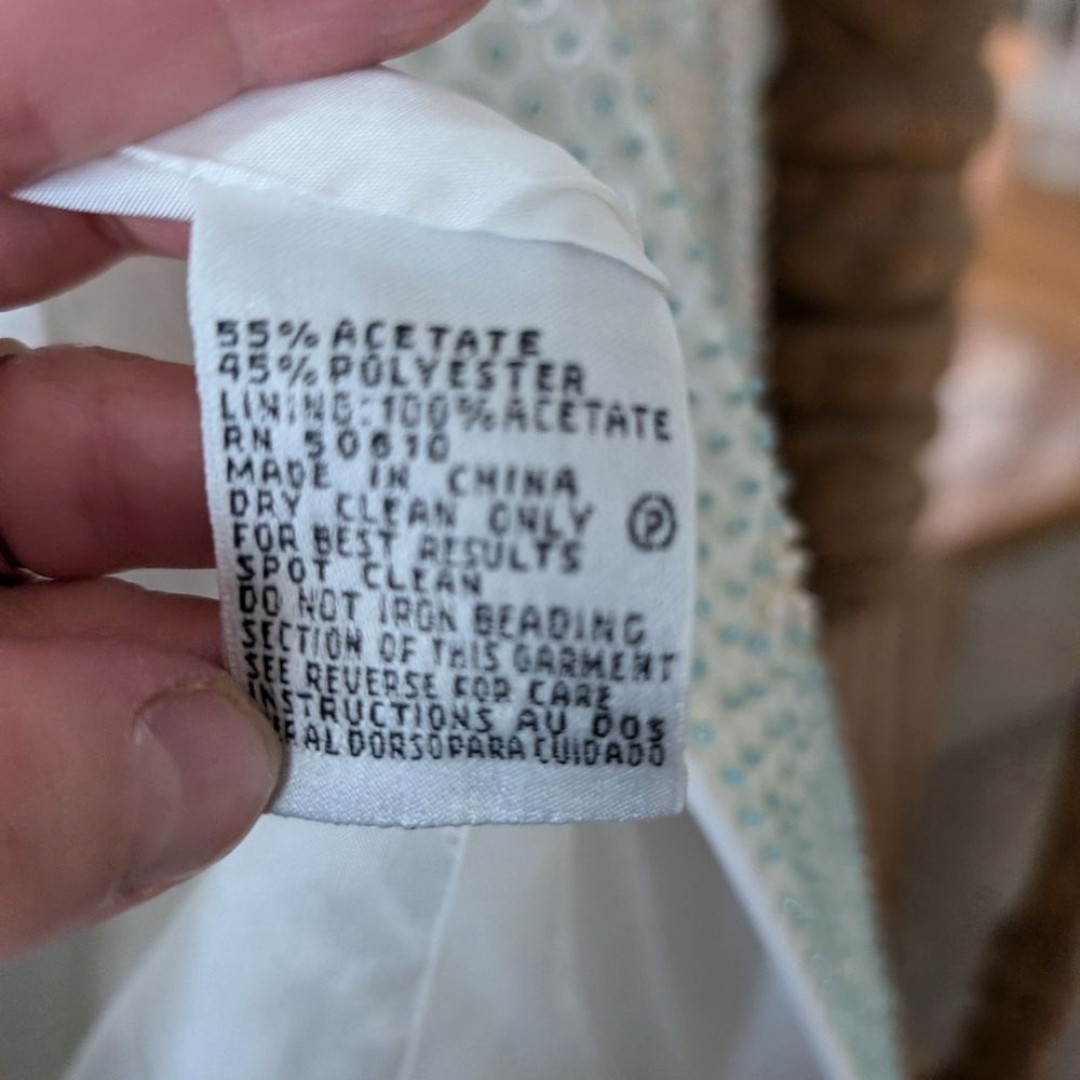 55% ACETATE
45% POLYESTER
LINING: 100% ACETATE
RN 50610
MADE IN CHINA
DRY CLEAN ONLY Ⓟ
FOR BEST RESULTS
SPOT CLEAN
DO NOT IRON BEADING
SECTION OF THIS GARMENT
SEE REVERSE FOR CARE
INSTRUCTIONS AU DOS
AL DORSO PARA CUIDADO